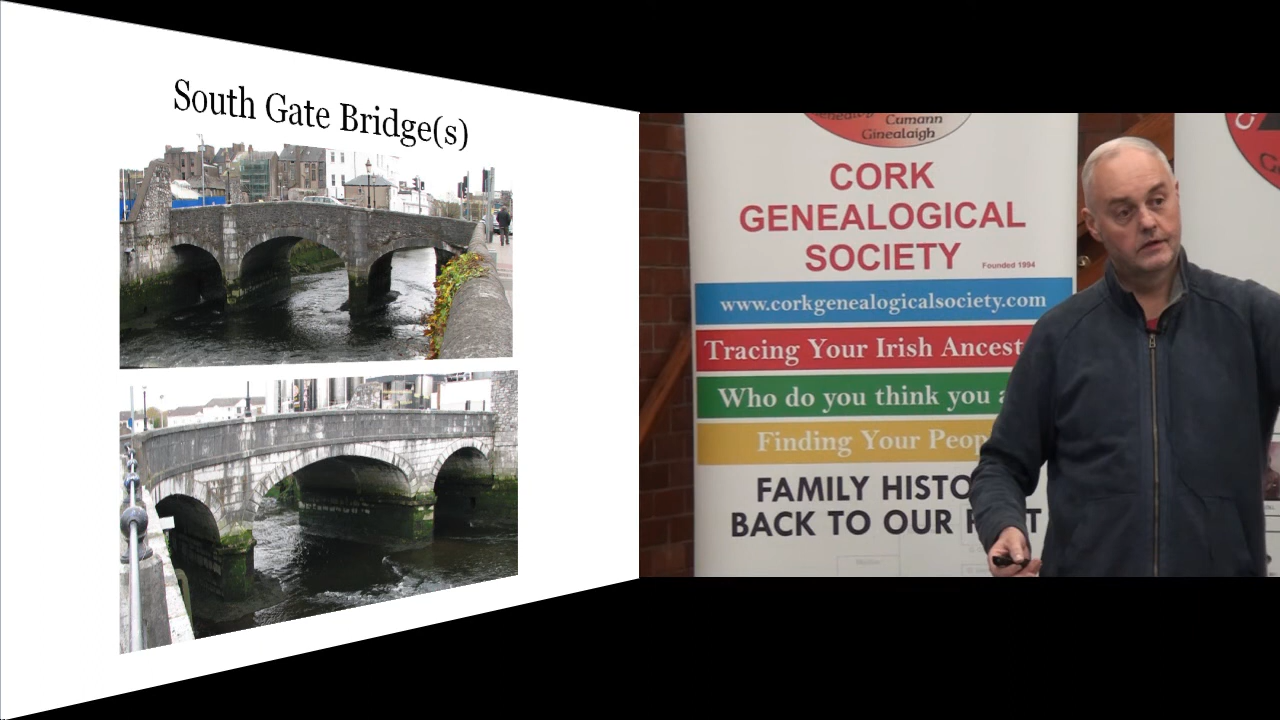 South Gate Bridge(s)
Cumann
Ginealaigh
CORK
GENEALOGICAL
SOCIETY
Founded 1994
www.corkgenealogicalsociety.com
Tracing Your Irish Ancest
Who do you think you a
Finding Your Peop
FAMILY HISTO
BACK TO OUR P T